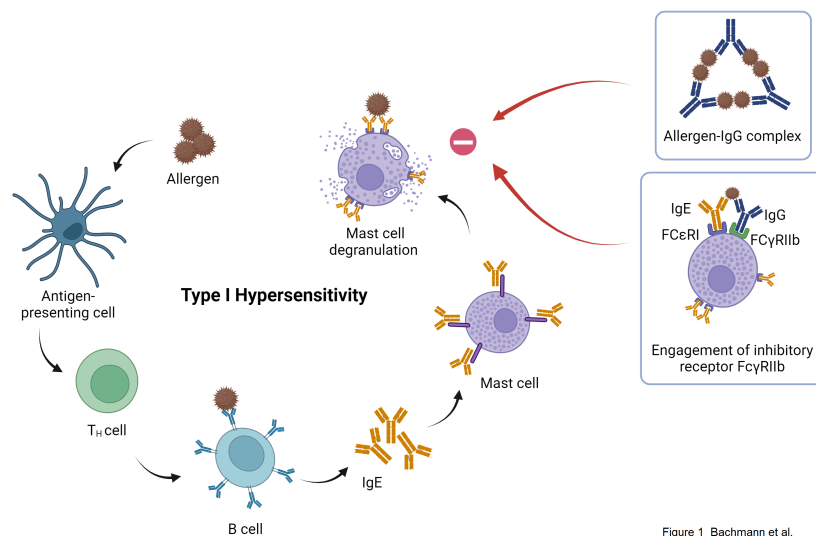 Allergen-IgG complex
Allergen
Mast cell
degranulation
IgE
IgG
FCεRI
FCγRIIb
Antigen-
presenting cell
Type I Hypersensitivity
Mast cell
Engagement of inhibitory
receptor FcγRIIb
TH cell
IgE
B cell
Figure 1 Bachmann et al.